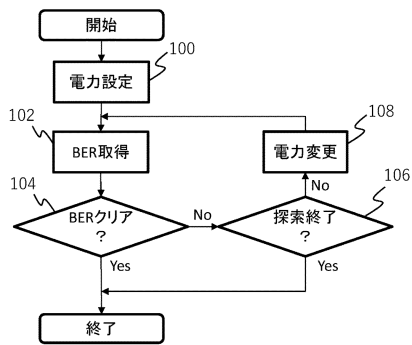 開始
100
電力設定
102
108
BER取得
電力変更
104
106
No
BERクリア
?
No
探索終了
?
Yes
Yes
終了